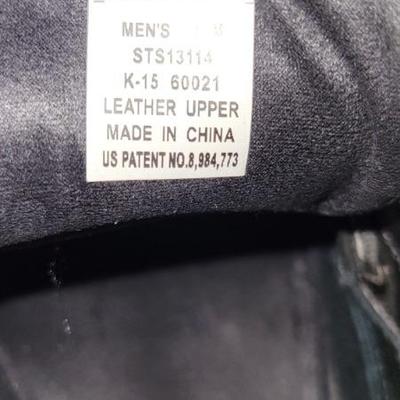 MEN'S M
STS13114
K-15 60021
LEATHER UPPER
MADE IN CHINA
US PATENT NO.8,984,773